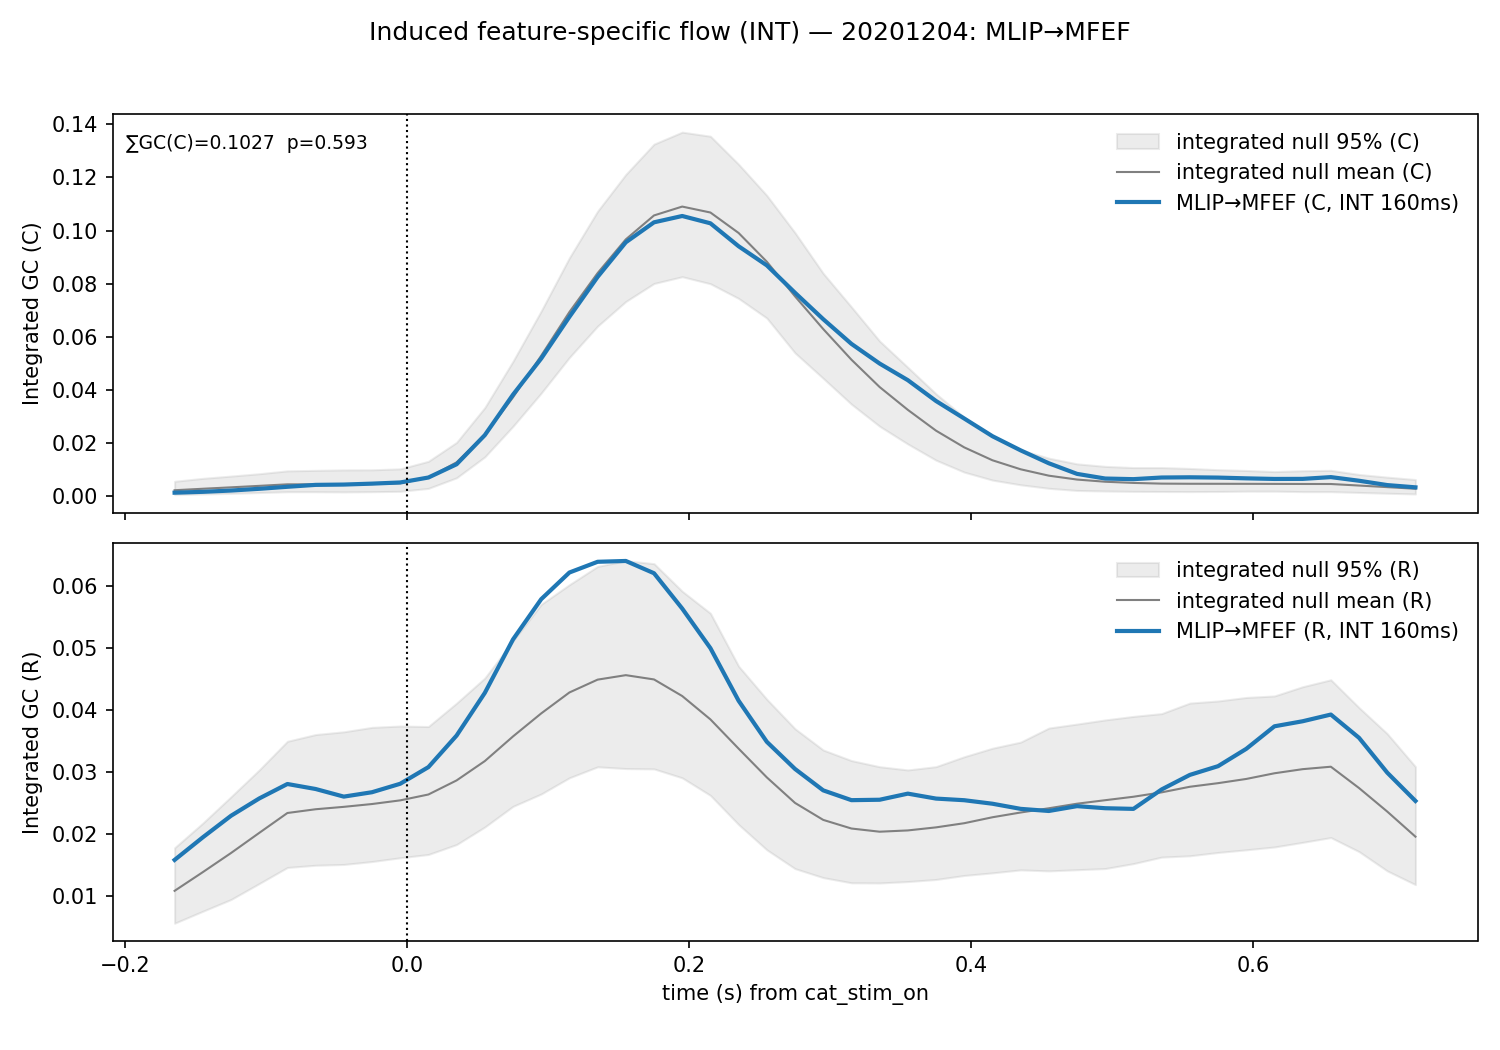 Induced feature-specific flow (INT) — 20201204: MLIP→MFEF
∑GC(C)=0.1027  p=0.593
integrated null 95% (C)
integrated null mean (C)
MLIP→MFEF (C, INT 160ms)
Integrated GC (C)
0.14
0.12
0.10
0.08
0.06
0.04
0.02
0.00
integrated null 95% (R)
integrated null mean (R)
MLIP→MFEF (R, INT 160ms)
Integrated GC (R)
0.06
0.05
0.04
0.03
0.02
0.01
−0.2 0.0 0.2 0.4 0.6
time (s) from cat_stim_on